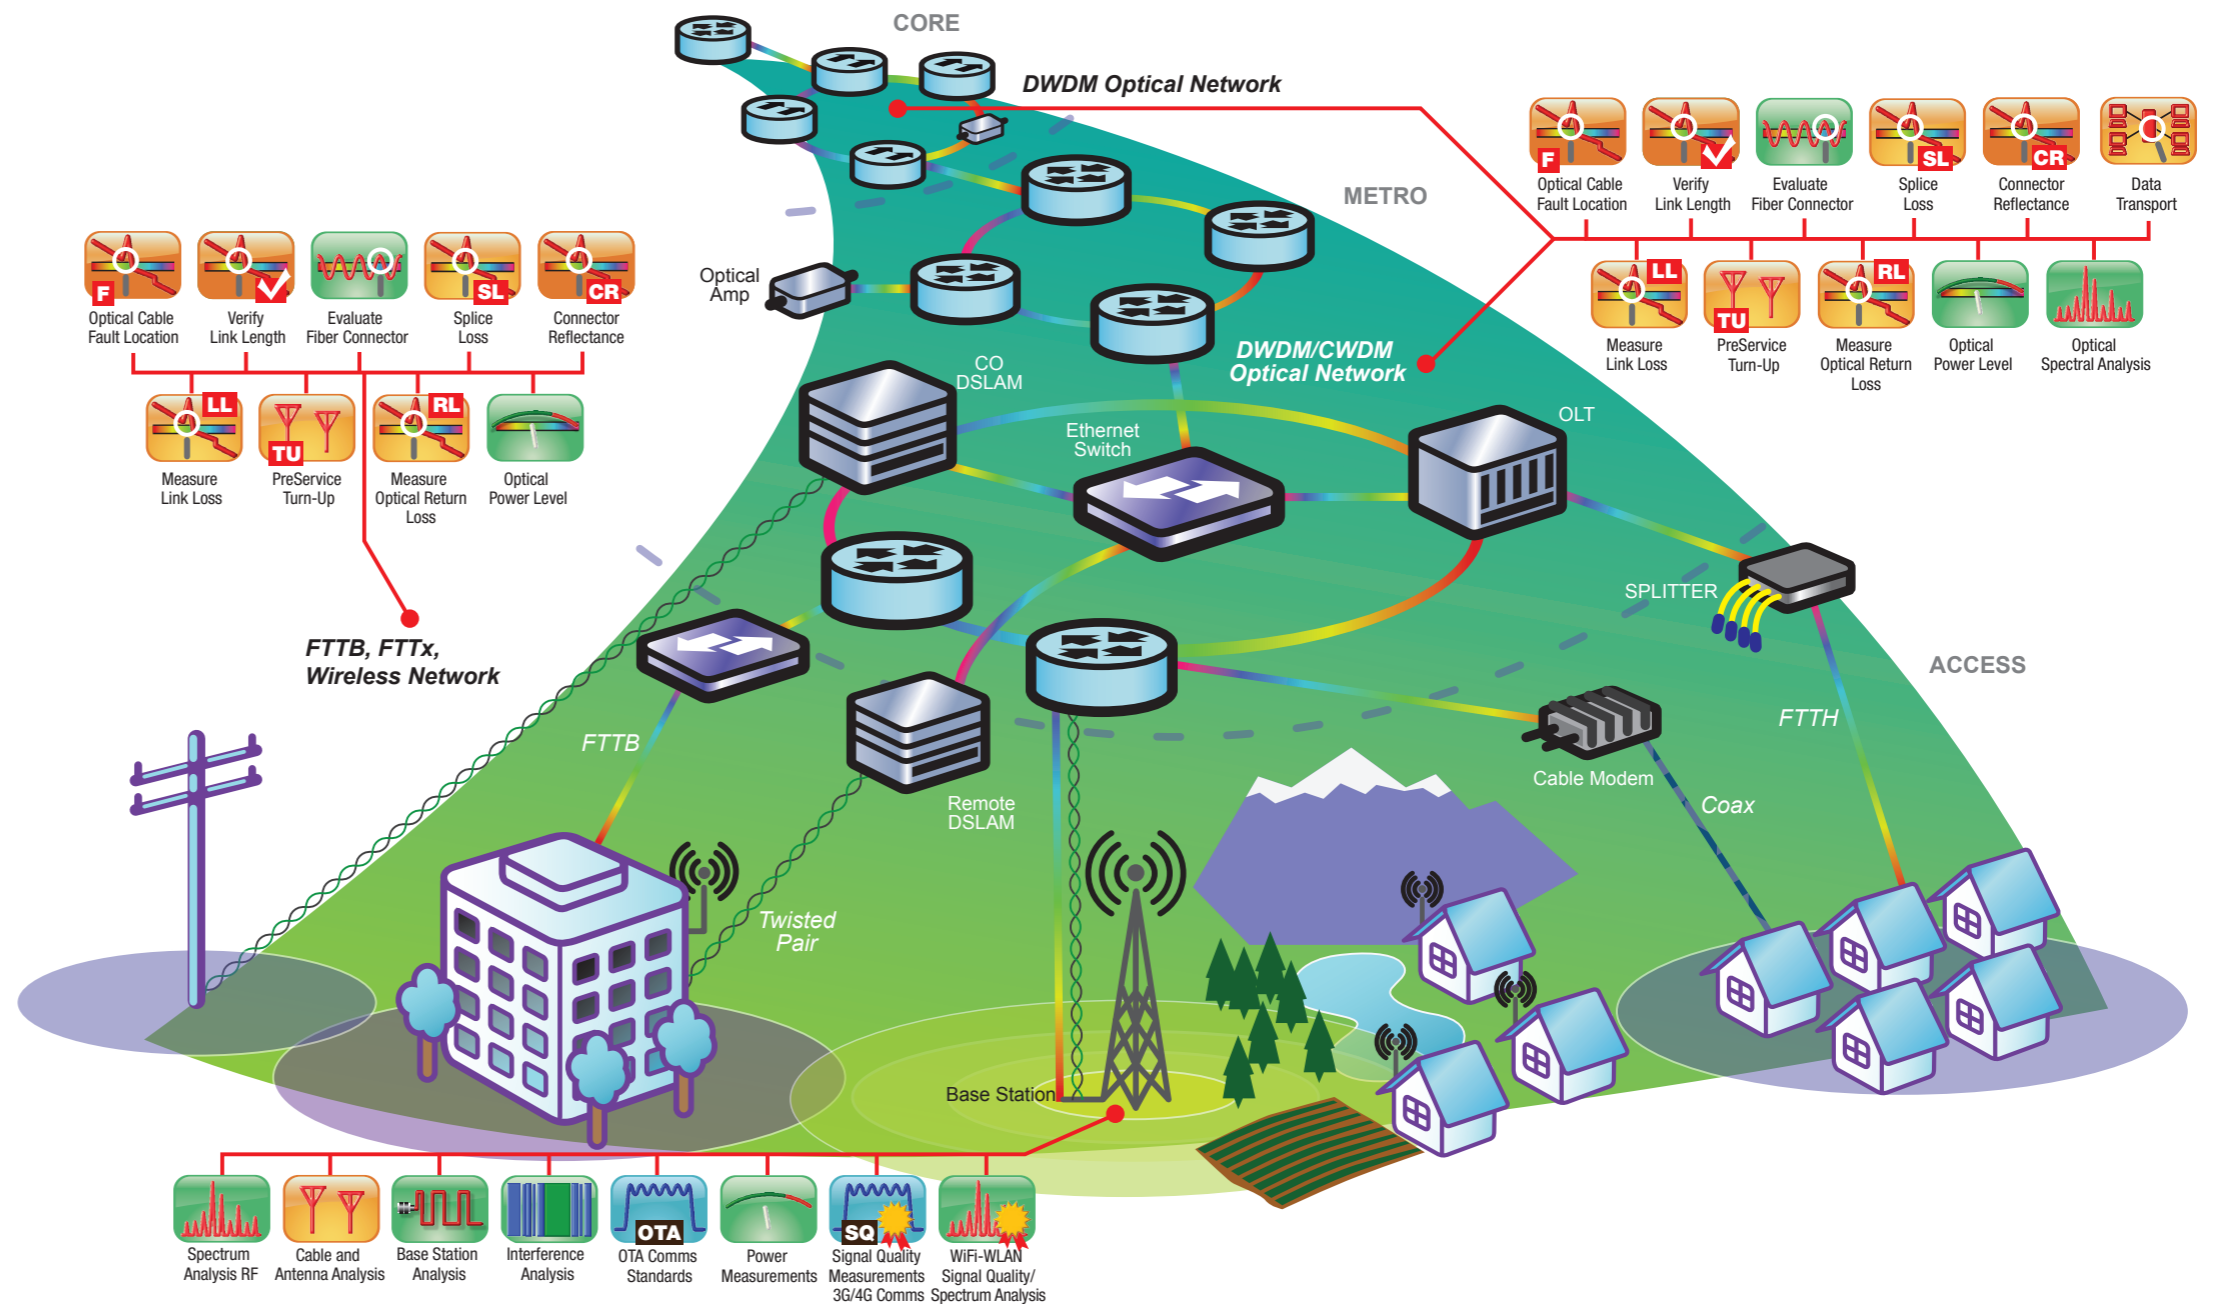 CORE
DWDM Optical Network
METRO
F
SL
CR
Optical Cable
Fault Location
Verify
Link Length
Evaluate
Fiber Connector
Splice
Loss
Connector
Reflectance
Data
Transport
LL
TU
RL
Measure
Link Loss
PreService
Turn-Up
Measure
Optical Return
Loss
Optical
Power Level
Optical
Spectral Analysis
F
SL
CR
Optical Cable
Fault Location
Verify
Link Length
Evaluate
Fiber Connector
Splice
Loss
Connector
Reflectance
LL
TU
RL
Measure
Link Loss
PreService
Turn-Up
Measure
Optical Return
Loss
Optical
Power Level
FTTB, FTTx,
Wireless Network
Optical
Amp
DWDM/CWDM
Optical Network
CO
DSLAM
Ethernet
Switch
OLT
SPLITTER
ACCESS
FTTH
FTTB
Cable Modem
Coax
Remote
DSLAM
Twisted
Pair
Base Station
OTA
SQ
Spectrum
Analysis RF
Cable and
Antenna Analysis
Base Station
Analysis
Interference
Analysis
OTA Comms
Standards
Power
Measurements
Signal Quality
Measurements
3G/4G Comms
WiFi-WLAN
Signal Quality/
Spectrum Analysis